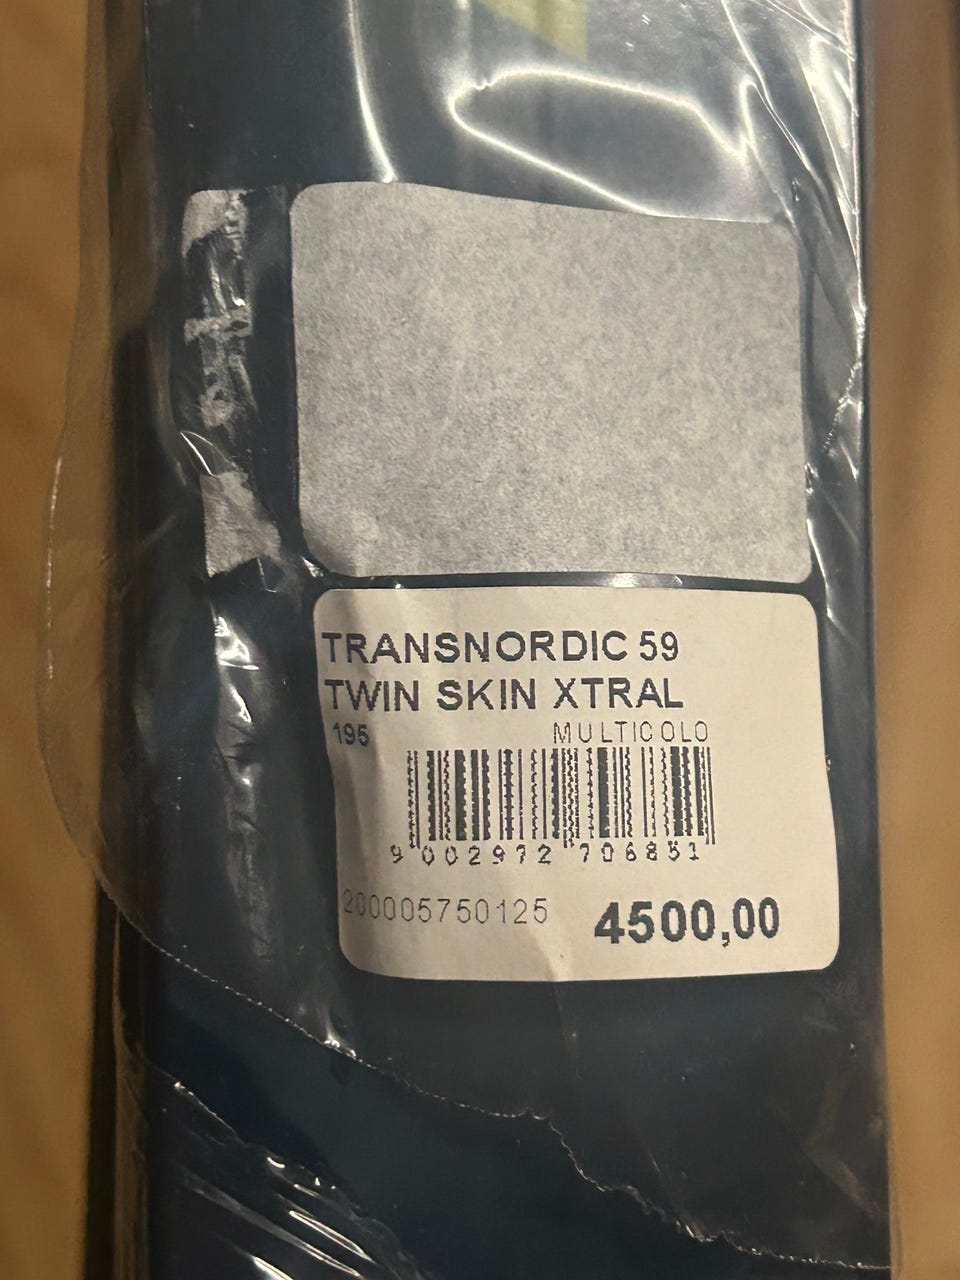 TRANSNORDIC 59
TWIN SKIN XTRAL
195 MULTICOLO
9 002972 706851
200005750125 4500,00